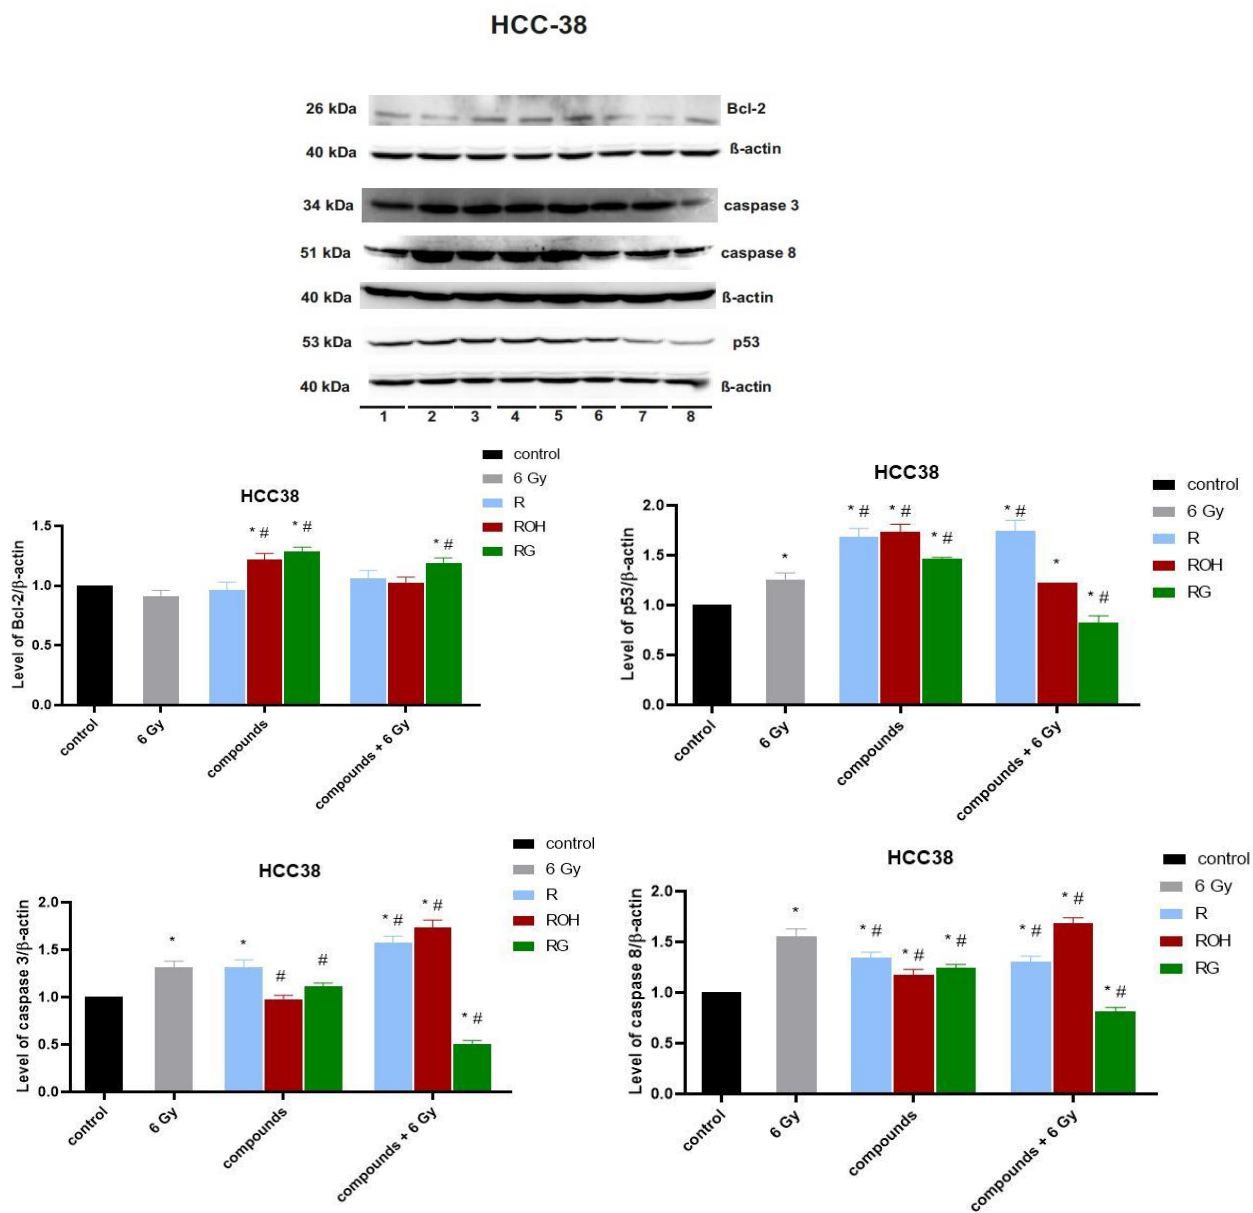 HCC-38
26 kDa Bcl-2
40 kDa ß-actin
34 kDa caspase 3
51 kDa caspase 8
40 kDa ß-actin
53 kDa p53
40 kDa ß-actin
1 2 3 4 5 6 7 8
HCC38
control
6 Gy
R
ROH
RG
Level of Bcl-2/β-actin
1.5
1.0
0.5
0.0
* #
* #
* #
control
6 Gy
compounds
compounds + 6 Gy
HCC38
control
6 Gy
R
ROH
RG
Level of p53/β-actin
2.0
1.5
1.0
0.5
0.0
*
* #
* #
* #
* #
*
* #
control
6 Gy
compounds
compounds + 6 Gy
HCC38
control
6 Gy
R
ROH
RG
Level of caspase 3/β-actin
2.0
1.5
1.0
0.5
0.0
*
*
#
#
* #
* #
* #
control
6 Gy
compounds
compounds + 6 Gy
HCC38
control
6 Gy
R
ROH
RG
Level of caspase 8/β-actin
2.0
1.5
1.0
0.5
0.0
*
* #
* #
* #
* #
* #
* #
control
6 Gy
compounds
compounds + 6 Gy